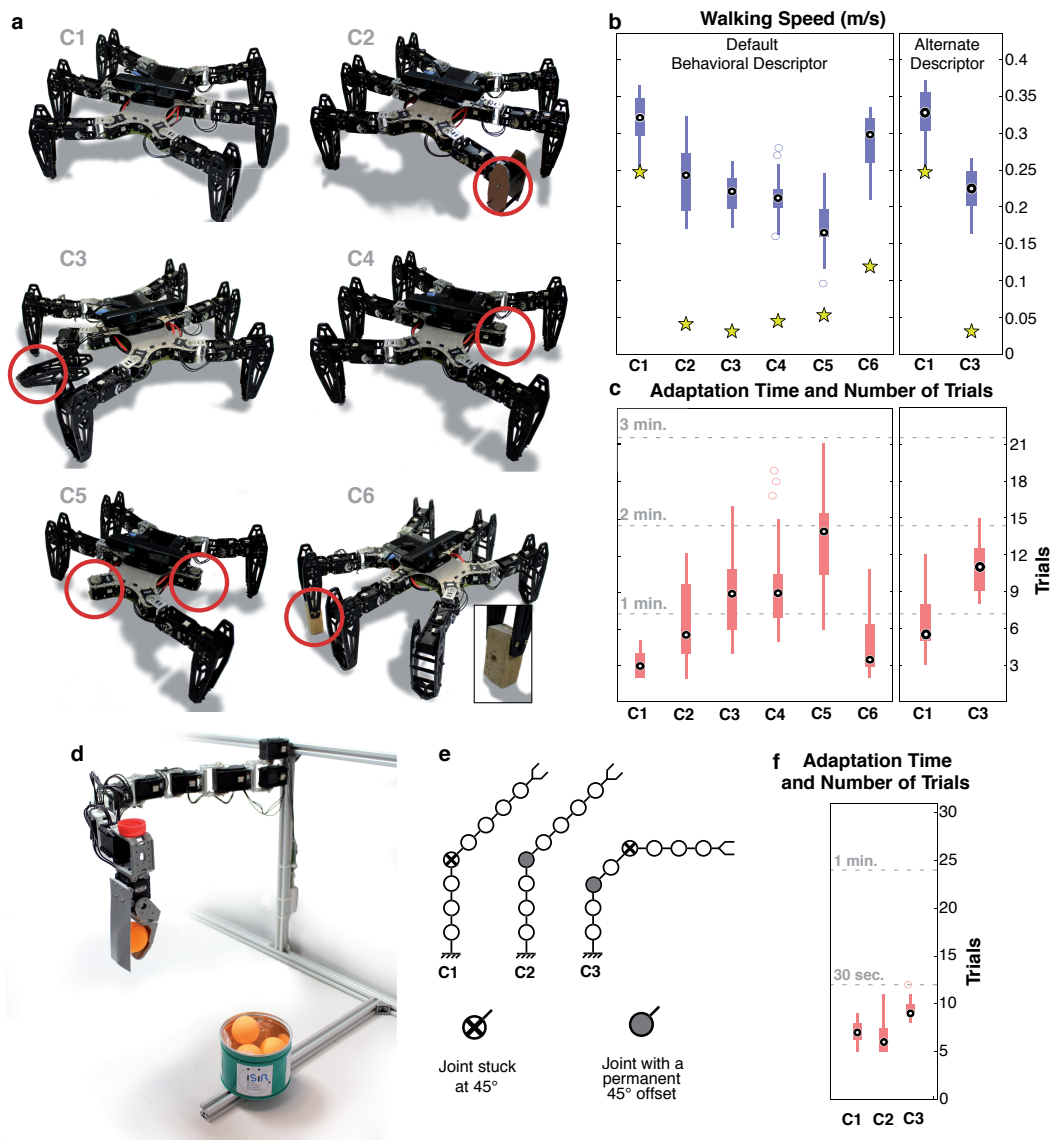 a
C1
C2
C3
C4
C5
C6
b
Walking Speed (m/s)
Default
Behavioral Descriptor
Alternate
Descriptor
0.4
0.35
0.3
0.25
0.2
0.15
0.1
0.05
0
C1 C2 C3 C4 C5 C6 C1 C3
c
Adaptation Time and Number of Trials
3 min.
2 min.
1 min.
21
18
15
12
9
6
3
Trials
C1 C2 C3 C4 C5 C6 C1 C3
d
ISIR
e
C1 C2 C3
Joint stuck
at 45°
Joint with a
permanent
45° offset
f
Adaptation Time
and Number of Trials
1 min.
30 sec.
30
25
20
15
10
5
0
Trials
C1 C2 C3